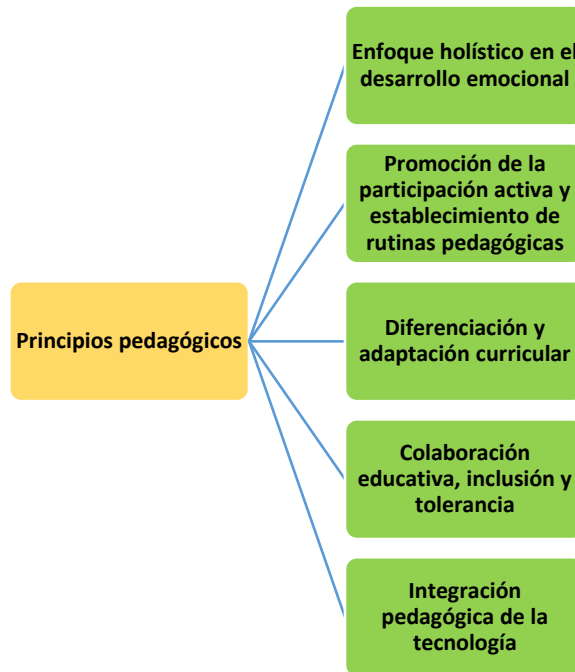 Principios pedagógicos
Enfoque holístico en el
desarrollo emocional
Promoción de la
participación activa y
establecimiento de
rutinas pedagógicas
Diferenciación y
adaptación curricular
Colaboración
educativa, inclusión y
tolerancia
Integración
pedagógica de la
tecnología